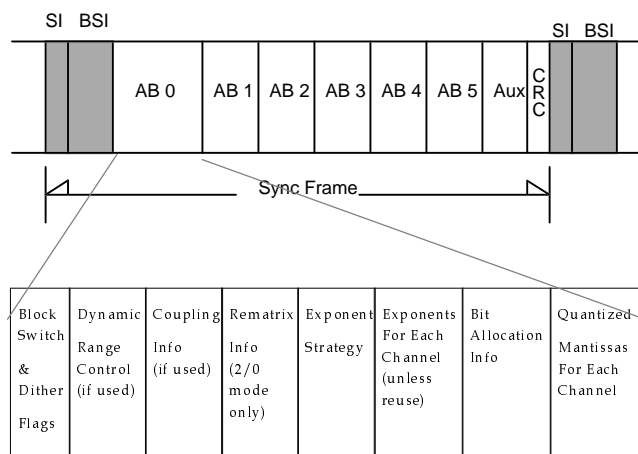 SI BSI
SI BSI
AB 0 AB 1 AB 2 AB 3 AB 4 AB 5 Aux
C
R
C
Sync Frame
Block
Switch
&
Dither
Flags
Dynamic
Range
Control
(if used)
Coupling
Info
(if used)
Rematrix
Info
(2/0
mode
only)
Exponent
Strategy
Exponents
For Each
Channel
(unless
reuse)
Bit
Allocation
Info
Quantized
Mantissas
For Each
Channel